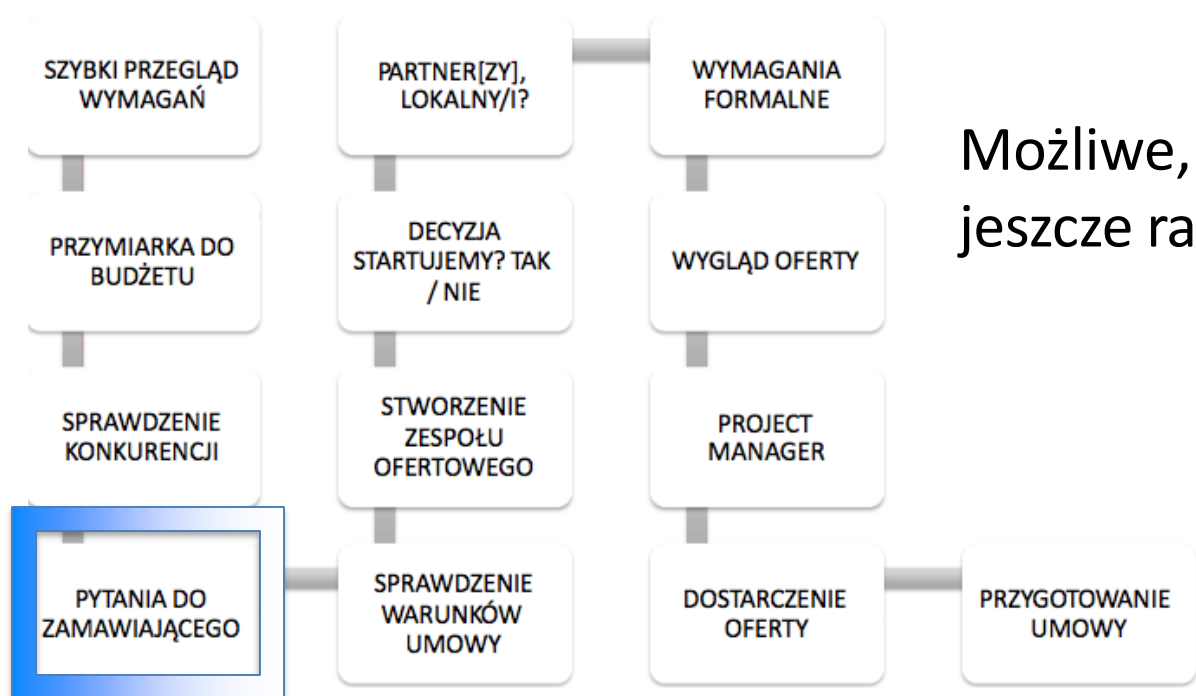 SZYBKI PRZEGLĄD
WYMAGAŃ
PRZYMIARKA DO
BUDŻETU
SPRAWDZENIE
KONKURENCJI
PYTANIA DO
ZAMAWIAJĄCEGO
SPRAWDZENIE
WARUNKÓW
UMOWY
STWORZENIE
ZESPOŁU
OFERTOWEGO
DECYZJA
STARTUJEMY? TAK
/ NIE
PARTNER[ZY],
LOKALNY/I?
WYMAGANIA
FORMALNE
WYGLĄD OFERTY
PROJECT
MANAGER
DOSTARCZENIE
OFERTY
PRZYGOTOWANIE
UMOWY
Możliwe,
jeszcze ra